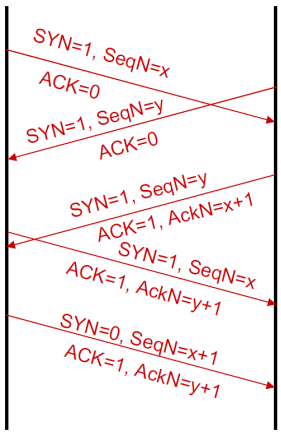 SYN=1, SeqN=x
ACK=0
SYN=1, SeqN=y
ACK=0
SYN=1, SeqN=y
ACK=1, AckN=x+1
SYN=1, SeqN=x
ACK=1, AckN=y+1
SYN=0, SeqN=x+1
ACK=1, AckN=y+1